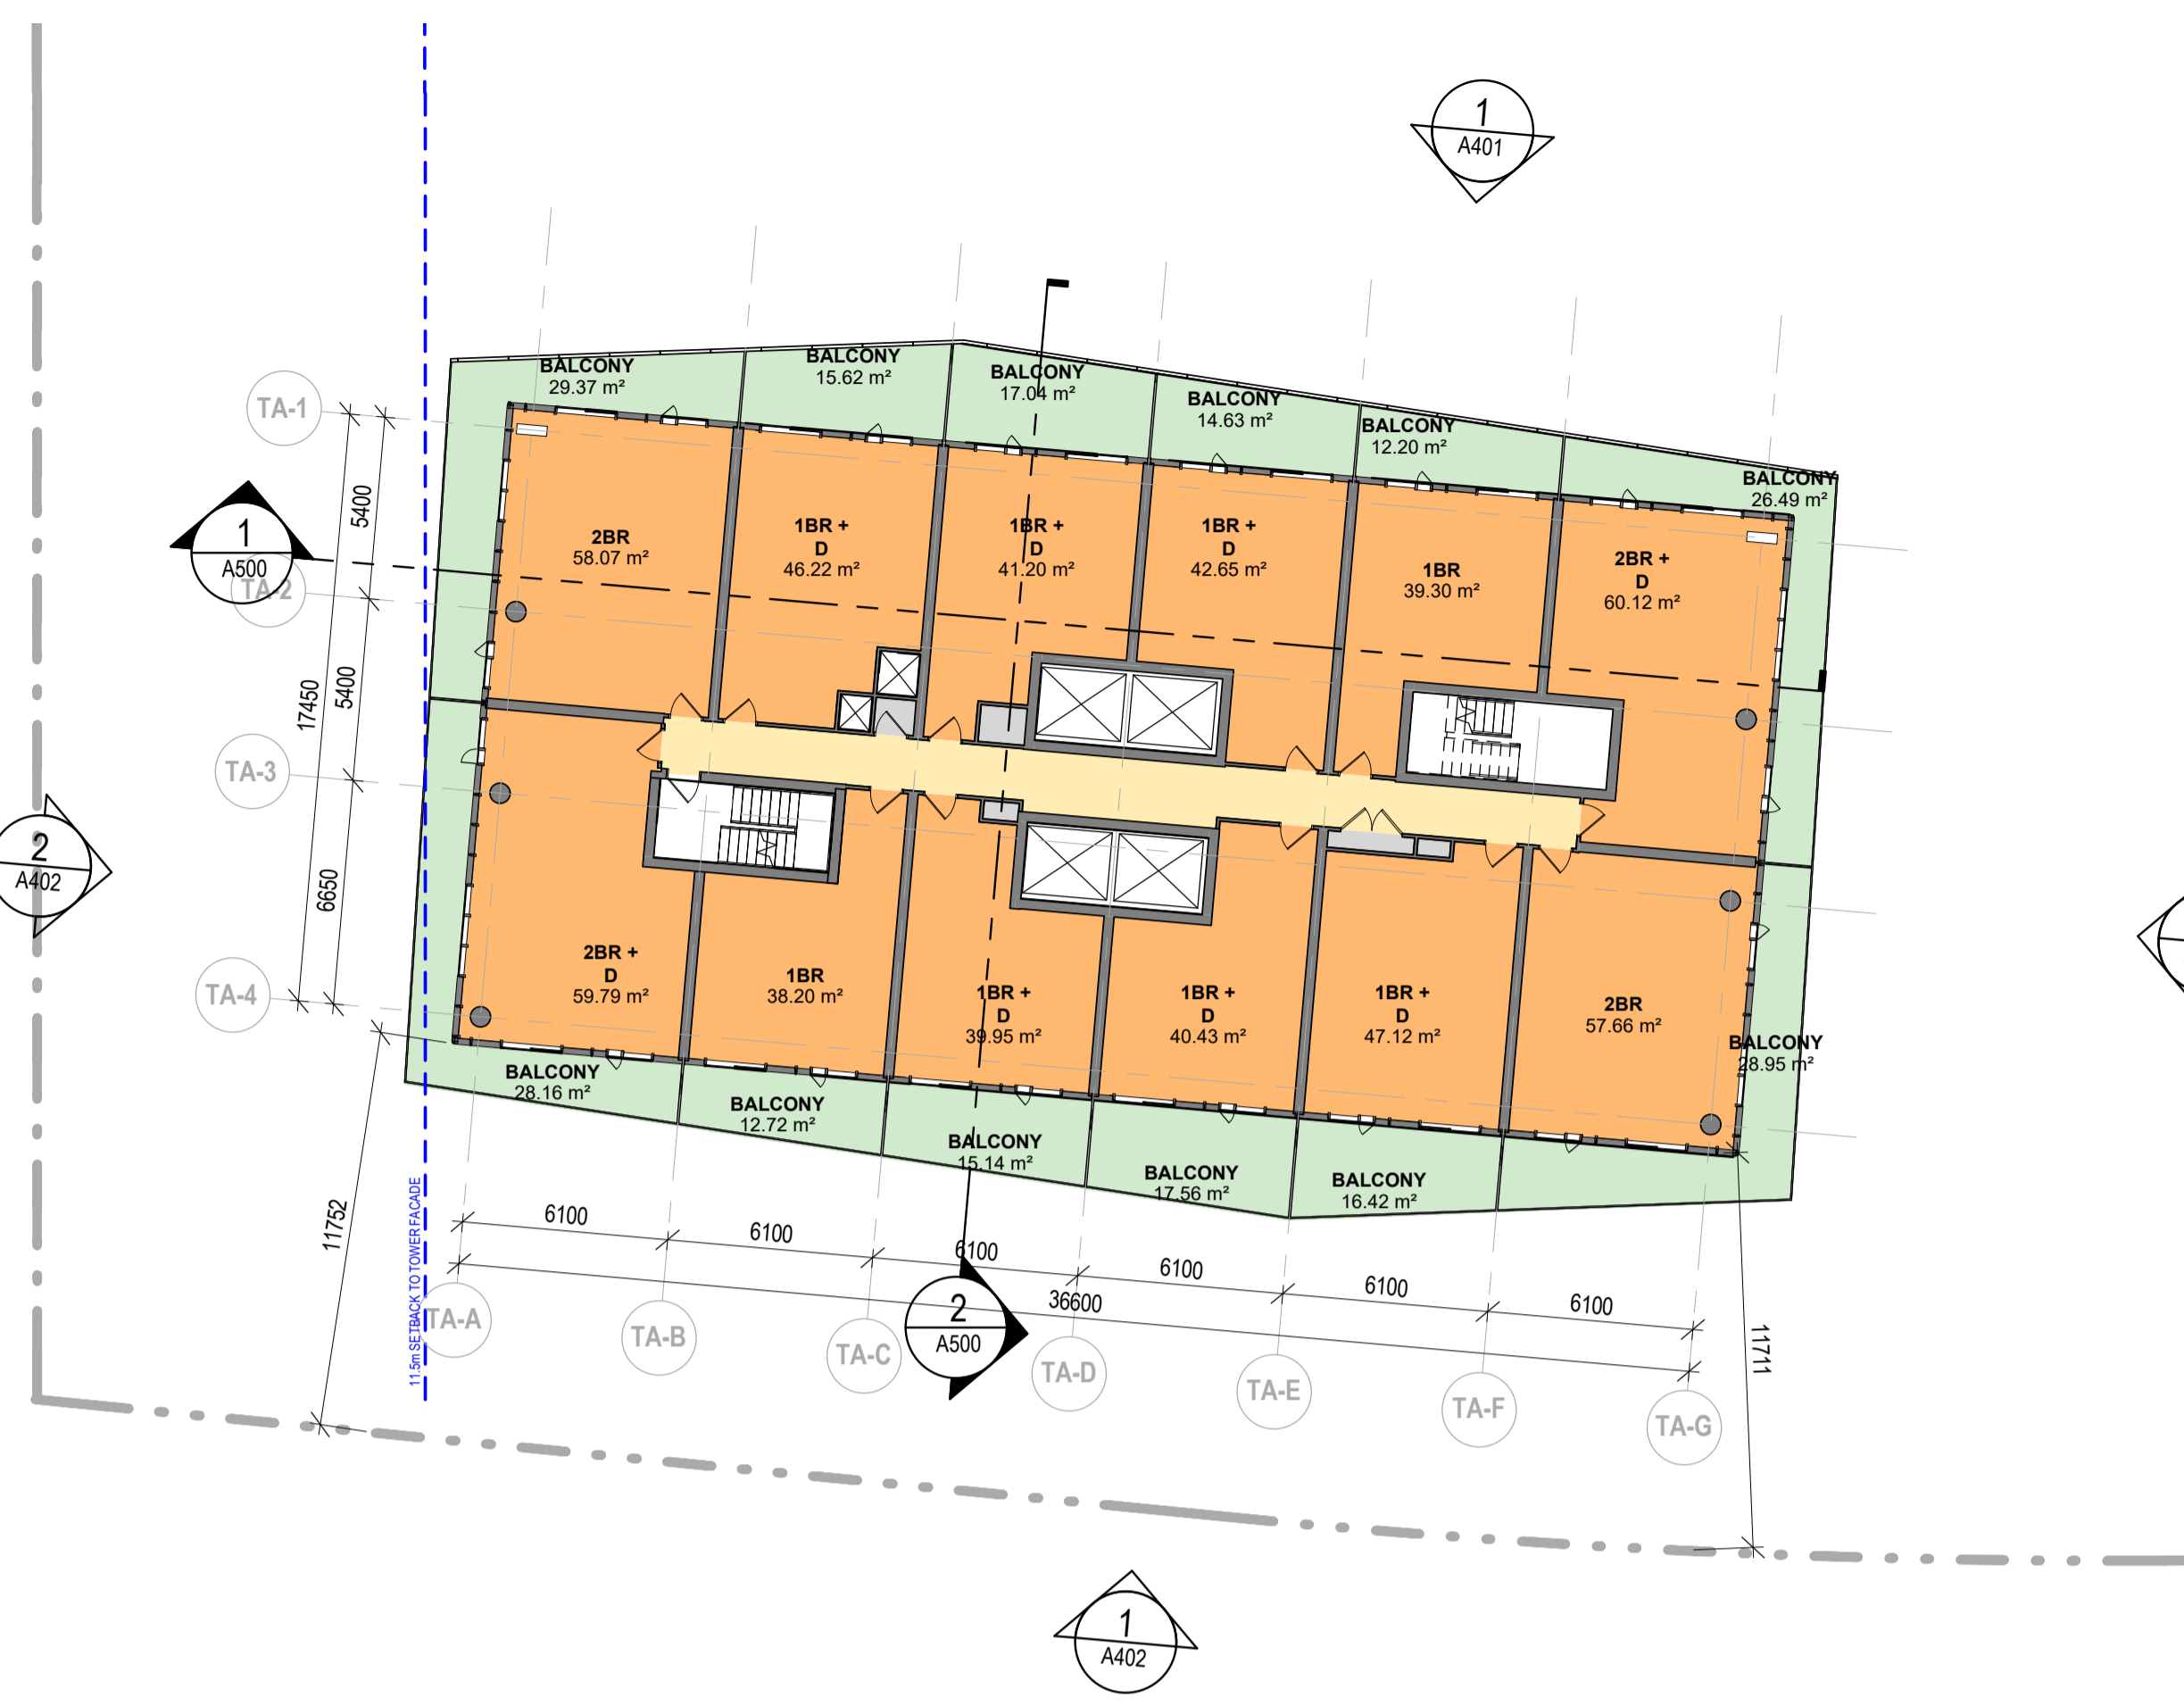 1
A401
BALCONY
29.37 m²
BALCONY
15.62 m²
BALCONY
17.04 m²
BALCONY
14.63 m²
BALCONY
12.20 m²
BALCONY
26.49 m²
TA-1
5400
1
A500
TA-2
2BR
58.07 m²
1BR +
D
46.22 m²
1BR +
D
41.20 m²
1BR +
D
42.65 m²
1BR
39.30 m²
2BR +
D
60.12 m²
17450
5400
TA-3
2
A402
6650
TA-4
2BR +
D
59.79 m²
1BR
38.20 m²
1BR +
D
39.95 m²
1BR +
D
40.43 m²
1BR +
D
47.12 m²
2BR
57.66 m²
BALCONY
28.95 m²
BALCONY
28.16 m²
BALCONY
12.72 m²
BALCONY
15.14 m²
BALCONY
17.56 m²
BALCONY
16.42 m²
11752
11.5m SETBACK TO TOWER FACADE
6100
6100
6100
6100
6100
6100
36600
11711
TA-A
TA-B
TA-C
2
A500
TA-D
TA-E
TA-F
TA-G
1
A402